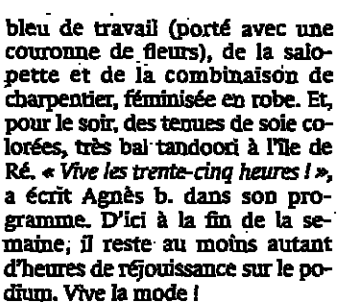 bleu de travail (porté avec une
couronne de fleurs), de la salo-
pette et de la combinaison de
charpentier, féminisée en robe. Et,
pour le soir, des tenues de soie co-
lorées, très bal tandoori à l'île de
Ré. « Vive les trente-cinq heures ! »,
a écrit Agnès b. dans son pro-
gramme. D'ici à la fin de la se-
maine, il reste au moins autant
d'heures de réjouissance sur le po-
dium. Vive la mode !